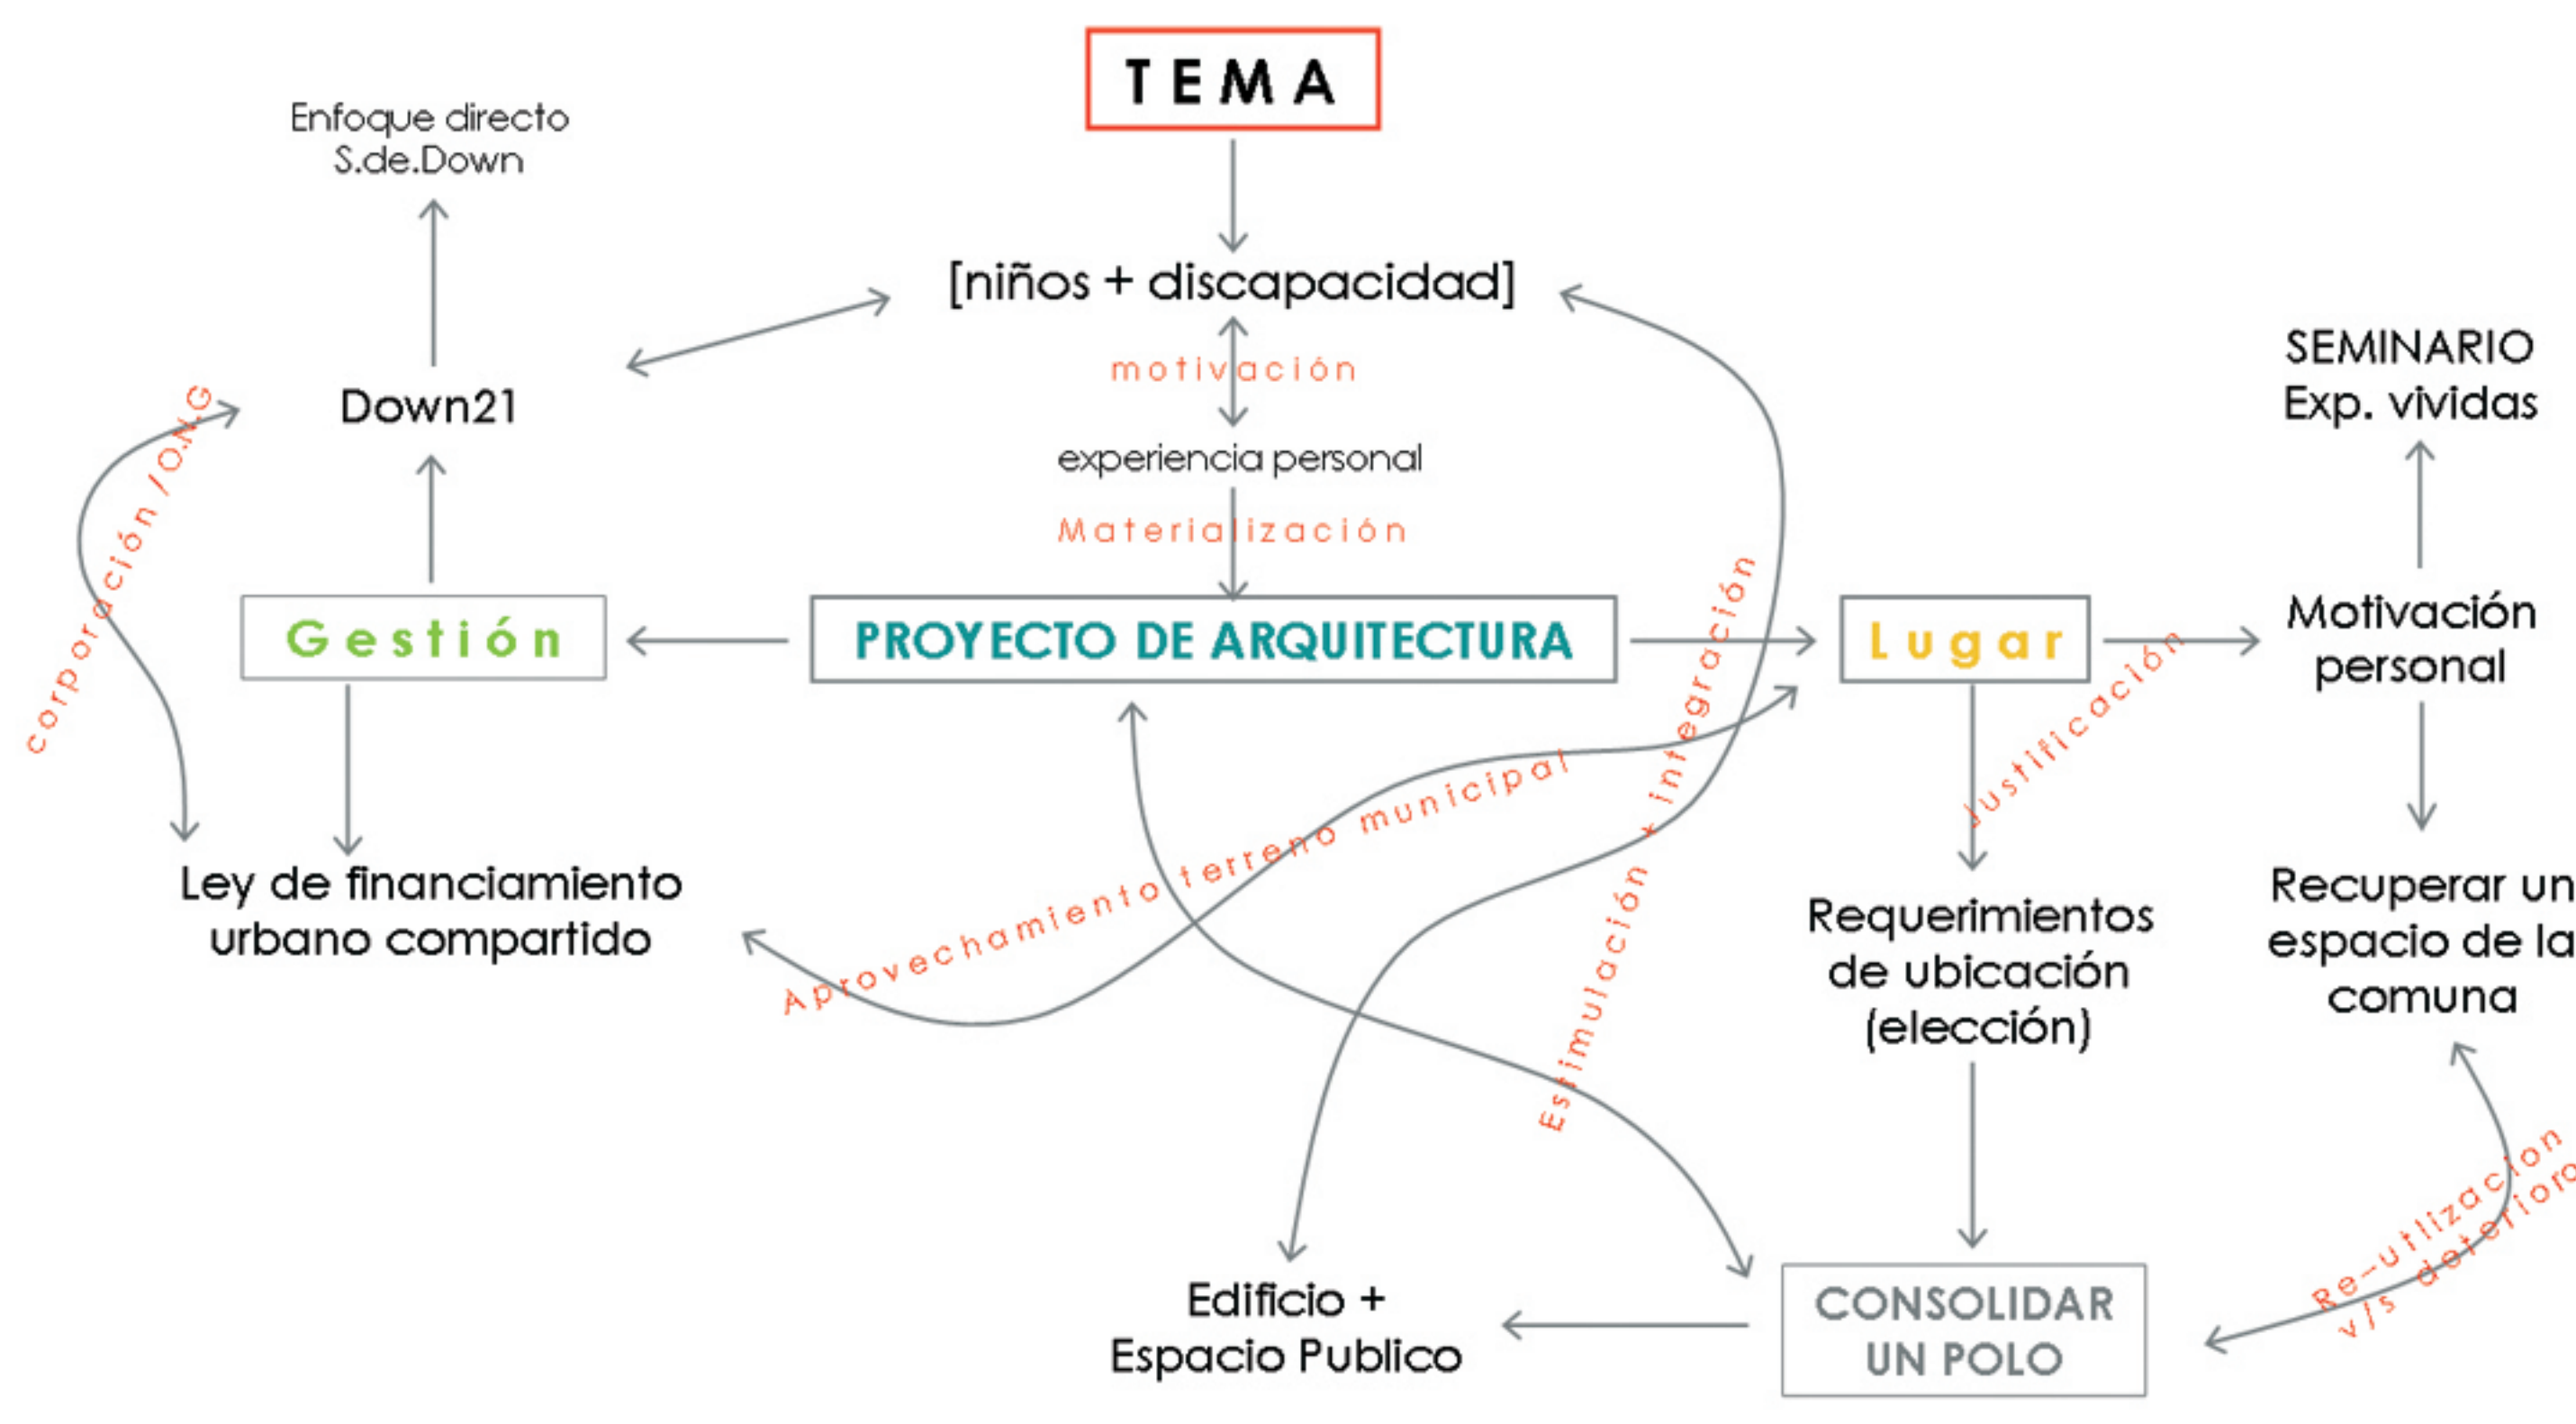 TEMA
Enfoque directo
S.de.Down
[niños + discapacidad]
motivación
SEMINARIO
Exp. vividas
Down21
corporación /O.N.G
experiencia personal
Materialización
Gestión
PROYECTO DE ARQUITECTURA
Lugar
Motivación
personal
justificación
Estimulación * integración
Aprovechamiento terreno municipal
Ley de financiamiento
urbano compartido
Requerimientos
de ubicación
(elección)
Recuperar un
espacio de la
comuna
Re-utilizacion
v/s deterioro
Edificio +
Espacio Publico
CONSOLIDAR
UN POLO